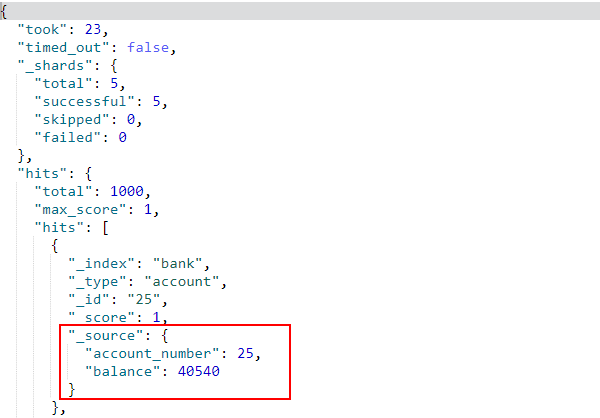 {
"took": 23,
"timed_out": false,
"_shards": {
"total": 5,
"successful": 5,
"skipped": 0,
"failed": 0
},
"hits": {
"total": 1000,
"max_score": 1,
"hits": [
{
"_index": "bank",
"_type": "account",
"_id": "25",
"_score": 1,
"_source": {
"account_number": 25,
"balance": 40540
}
},